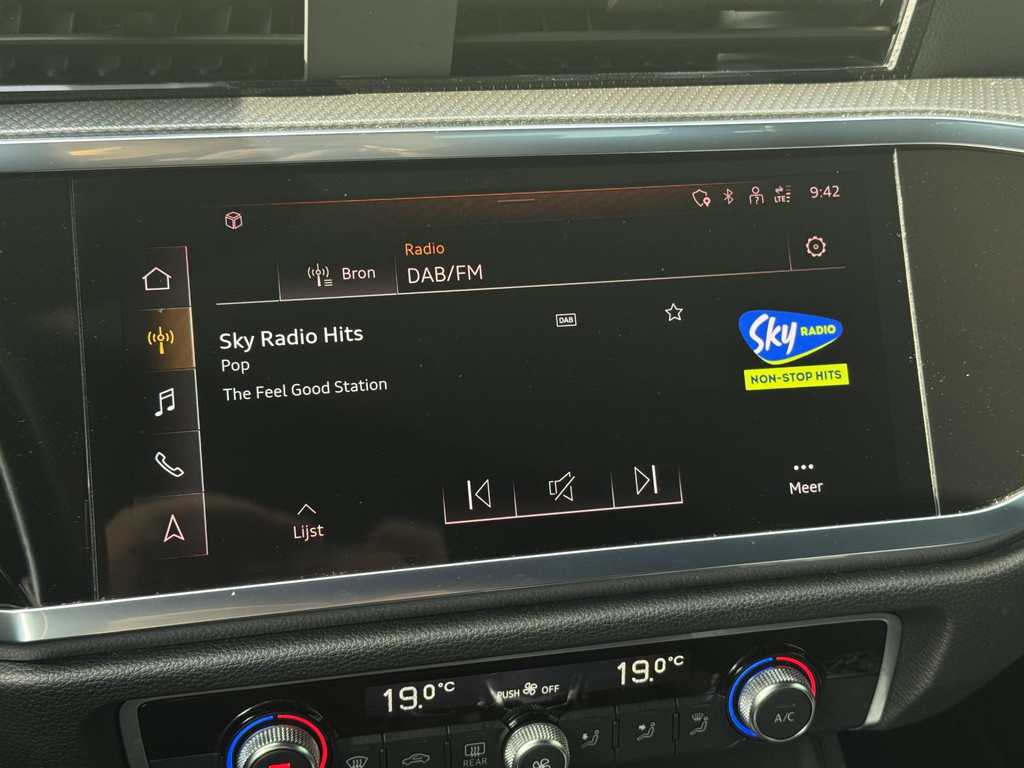 LTE
9:42
Radio
Bron
DAB/FM
Sky Radio Hits
DAB
Sky RADIO
Pop
NON-STOP HITS
The Feel Good Station
Meer
Lijst
19.0°C
PUSH OFF
19.0°C
A/C
REAR